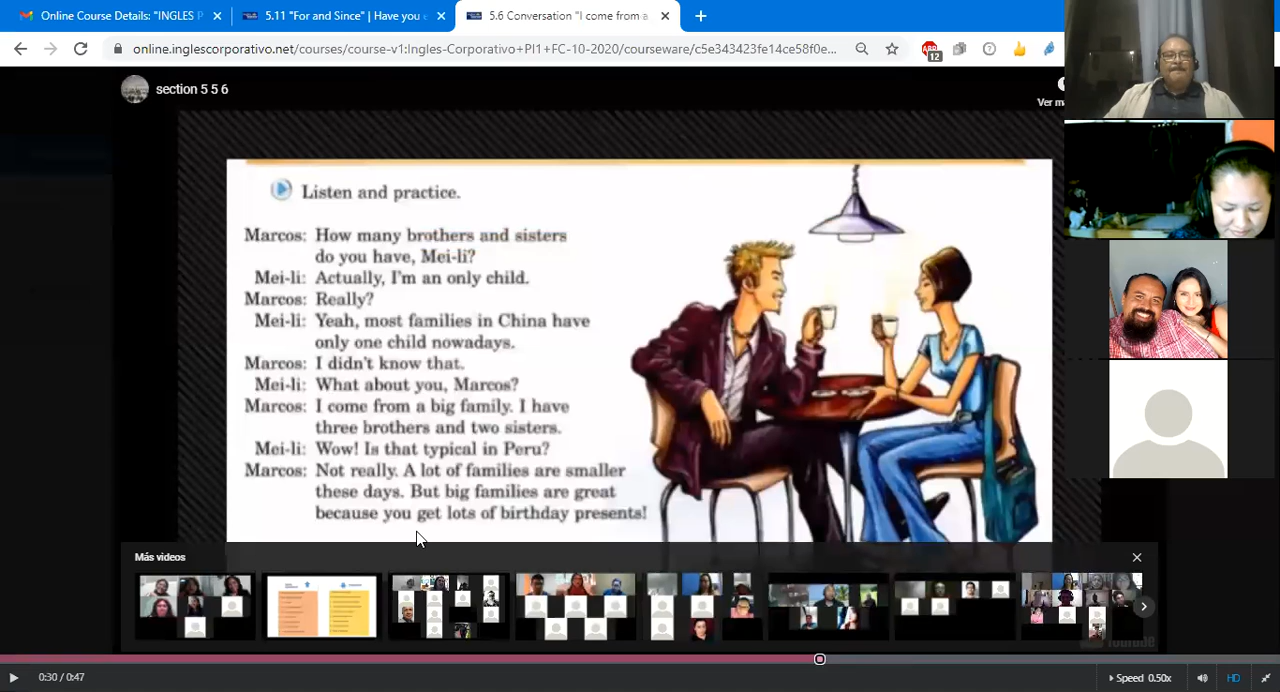 Online Course Details: "INGLES P
5.11 "For and Since" | Have you e
5.6 Conversation "I come from a
online.inglescorporativo.net/courses/course-v1:Ingles-Corporativo+PI1+FC-10-2020/courseware/c5e343423fe14ce58f0e...
ABP
12
section 5 5 6
Ver m
Listen and practice.
Marcos: How many brothers and sisters
do you have, Mei-li?
Mei-li: Actually, I'm an only child.
Marcos: Really?
Mei-li: Yeah, most families in China have
only one child nowadays.
Marcos: I didn't know that.
Mei-li: What about you, Marcos?
Marcos: I come from a big family. I have
three brothers and two sisters.
Mei-li: Wow! Is that typical in Peru?
Marcos: Not really. A lot of families are smaller
these days. But big families are great
because you get lots of birthday presents!
Más videos
YouTube
0:30 / 0:47
Speed 0.50x
HD